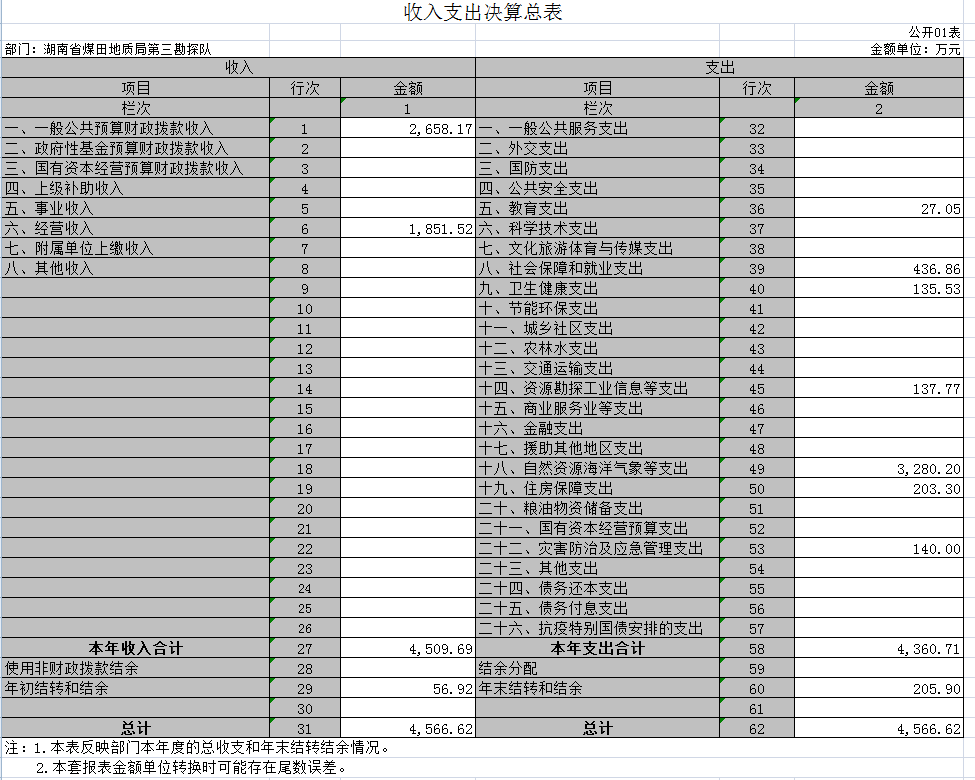 收入支出决算总表
公开01表
部门：湖南省煤田地质局第三勘探队 金额单位：万元
收入 支出
项目 行次 金额 项目 行次 金额
栏次 1 栏次 2
一、一般公共预算财政拨款收入 1 2,658.17 一、一般公共服务支出 32
二、政府性基金预算财政拨款收入 2 二、外交支出 33
三、国有资本经营预算财政拨款收入 3 三、国防支出 34
四、上级补助收入 4 四、公共安全支出 35
五、事业收入 5 五、教育支出 36 27.05
六、经营收入 6 1,851.52 六、科学技术支出 37
七、附属单位上缴收入 7 七、文化旅游体育与传媒支出 38
八、其他收入 8 八、社会保障和就业支出 39 436.86
9 九、卫生健康支出 40 135.53
10 十、节能环保支出 41
11 十一、城乡社区支出 42
12 十二、农林水支出 43
13 十三、交通运输支出 44
14 十四、资源勘探工业信息等支出 45 137.77
15 十五、商业服务业等支出 46
16 十六、金融支出 47
17 十七、援助其他地区支出 48
18 十八、自然资源海洋气象等支出 49 3,280.20
19 十九、住房保障支出 50 203.30
20 二十、粮油物资储备支出 51
21 二十一、国有资本经营预算支出 52
22 二十二、灾害防治及应急管理支出 53 140.00
23 二十三、其他支出 54
24 二十四、债务还本支出 55
25 二十五、债务付息支出 56
26 二十六、抗疫特别国债安排的支出 57
本年收入合计 27 4,509.69 本年支出合计 58 4,360.71
使用非财政拨款结余 28 结余分配 59
年初结转和结余 29 56.92 年末结转和结余 60 205.90
30 61
总计 31 4,566.62 总计 62 4,566.62
注：1.本表反映部门本年度的总收支和年末结转结余情况。
2.本套报表金额单位转换时可能存在尾数误差。